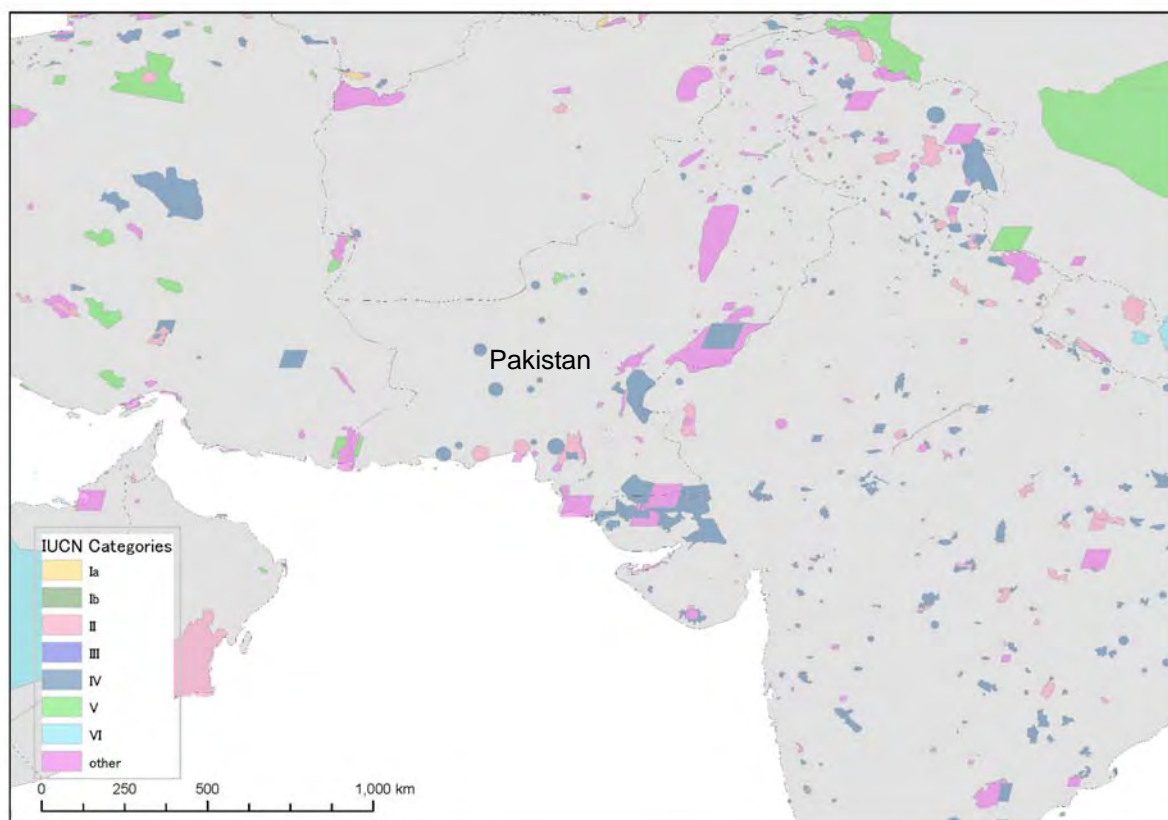 Pakistan
IUCN Categories
Ia
Ib
II
III
IV
V
VI
other
0 250 500 1,000 km